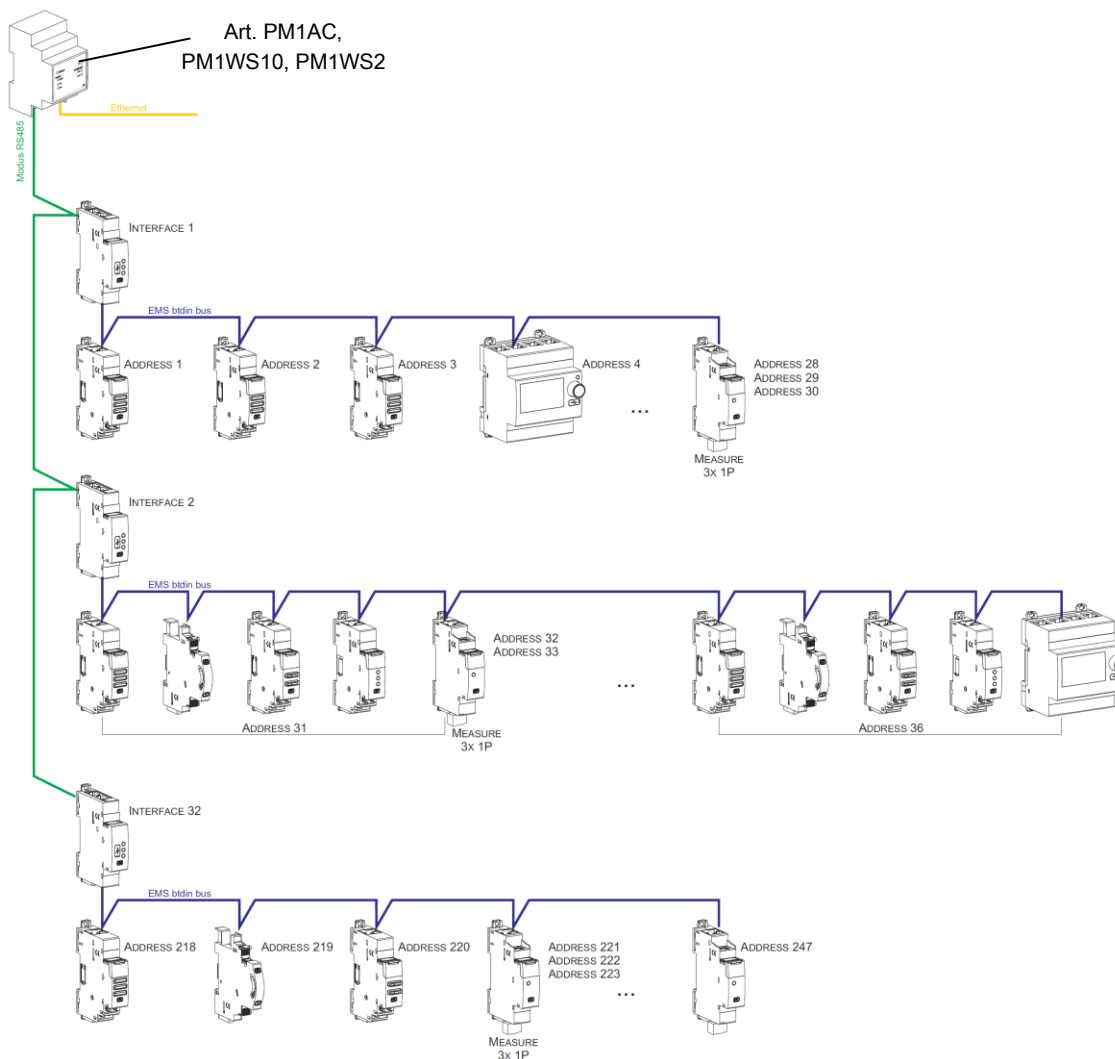 Art. PM1AC,
PM1WS10, PM1WS2
Ethernet
Modus RS485
INTERFACE 1
EMS btdin bus
ADDRESS 1
ADDRESS 2
ADDRESS 3
ADDRESS 4
...
ADDRESS 28
ADDRESS 29
ADDRESS 30
MEASURE
3X 1P
INTERFACE 2
EMS btdin bus
ADDRESS 32
ADDRESS 33
...
ADDRESS 31
MEASURE
3X 1P
ADDRESS 36
INTERFACE 32
EMS btdin bus
ADDRESS 218
ADDRESS 219
ADDRESS 220
ADDRESS 221
ADDRESS 222
ADDRESS 223
...
ADDRESS 247
MEASURE
3X 1P